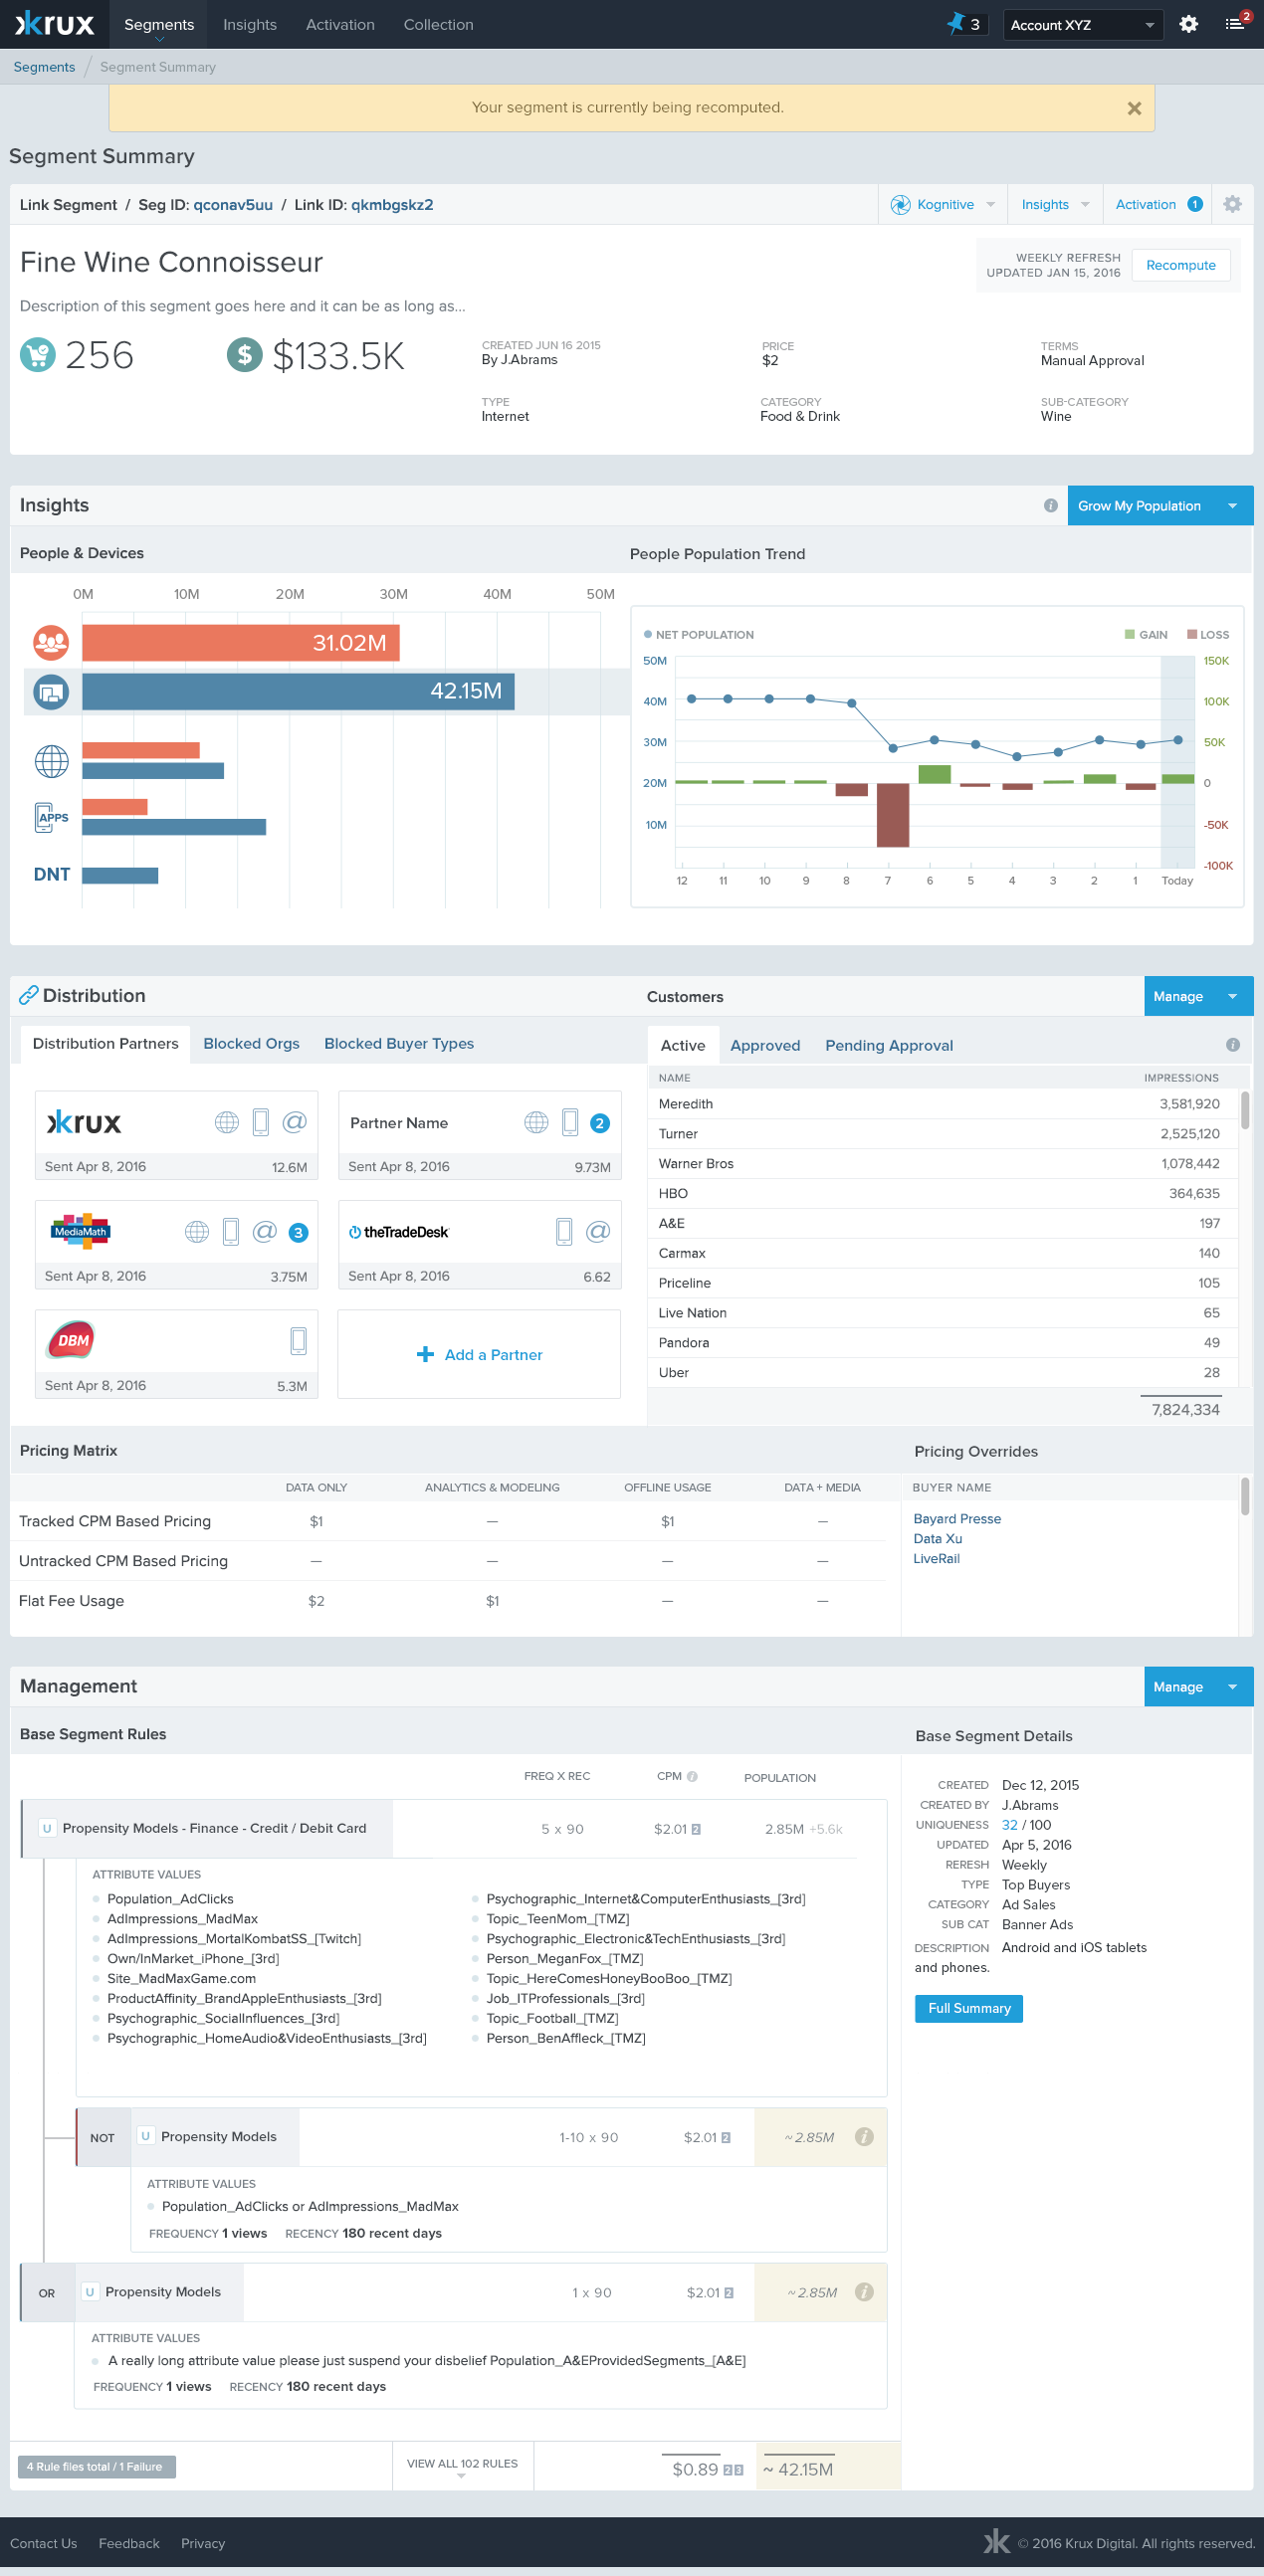 krux Segments Insights Activation Collection 3 Account XYZ 2
Segments / Segment Summary
Your segment is currently being recomputed.
Segment Summary
Link Segment / Seg ID: qconav5uu / Link ID: qkmbgskz2 Kognitive Insights Activation 1
Fine Wine Connoisseur
WEEKLY REFRESH
UPDATED JAN 15, 2016
Recompute
Description of this segment goes here and it can be as long as...
256 $133.5K
CREATED JUN 16 2015 PRICE TERMS
By J.Abrams $2 Manual Approval
TYPE CATEGORY SUB-CATEGORY
Internet Food & Drink Wine
Insights i Grow My Population
People & Devices People Population Trend
0M 10M 20M 30M 40M 50M
31.02M
42.15M
APPS
DNT
NET POPULATION GAIN LOSS
50M 150K
40M 100K
30M 50K
20M 0
10M -50K
-100K
12 11 10 9 8 7 6 5 4 3 2 1 Today
Distribution
Distribution Partners Blocked Orgs Blocked Buyer Types
krux
Sent Apr 8, 2016 12.6M
Partner Name @ 2
Sent Apr 8, 2016 9.73M
MediaMath @ 3
Sent Apr 8, 2016 3.75M
theTradeDesk @
Sent Apr 8, 2016 6.62
DBM
Sent Apr 8, 2016 5.3M
Add a Partner
Customers Manage
Active Approved Pending Approval i
NAME IMPRESSIONS
Meredith 3,581,920
Turner 2,525,120
Warner Bros 1,078,442
HBO 364,635
A&E 197
Carmax 140
Priceline 105
Live Nation 65
Pandora 49
Uber 28
7,824,334
Pricing Matrix
DATA ONLY ANALYTICS & MODELING OFFLINE USAGE DATA + MEDIA
Tracked CPM Based Pricing $1 — $1 —
Untracked CPM Based Pricing — — — —
Flat Fee Usage $2 $1 — —
Pricing Overrides
BUYER NAME
Bayard Presse
Data Xu
LiveRail
Management Manage
Base Segment Rules
FREQ X REC CPM i POPULATION
U Propensity Models - Finance - Credit / Debit Card 5 x 90 $2.01 2 2.85M +5.6k
ATTRIBUTE VALUES
Population_AdClicks
AdImpressions_MadMax
AdImpressions_MortalKombatSS_[Twitch]
Own/InMarket_iPhone_[3rd]
Site_MadMaxGame.com
ProductAffinity_BrandAppleEnthusiasts_[3rd]
Psychographic_SocialInfluences_[3rd]
Psychographic_HomeAudio&VideoEnthusiasts_[3rd]
Psychographic_Internet&ComputerEnthusiasts_[3rd]
Topic_TeenMom_[TMZ]
Psychographic_Electronic&TechEnthusiasts_[3rd]
Person_MeganFox_[TMZ]
Topic_HereComesHoneyBooBoo_[TMZ]
Job_ITProfessionals_[3rd]
Topic_Football_[TMZ]
Person_BenAffleck_[TMZ]
NOT U Propensity Models 1-10 x 90 $2.01 2 ~2.85M i
ATTRIBUTE VALUES
Population_AdClicks or AdImpressions_MadMax
FREQUENCY 1 views RECENCY 180 recent days
OR U Propensity Models 1 x 90 $2.01 2 ~2.85M i
ATTRIBUTE VALUES
A really long attribute value please just suspend your disbelief Population_A&EProvidedSegments_[A&E]
FREQUENCY 1 views RECENCY 180 recent days
4 Rule files total / 1 Failure VIEW ALL 102 RULES $0.89 2 3 ~ 42.15M
Base Segment Details
CREATED Dec 12, 2015
CREATED BY J.Abrams
UNIQUENESS 32 / 100
UPDATED Apr 5, 2016
RERESH Weekly
TYPE Top Buyers
CATEGORY Ad Sales
SUB CAT Banner Ads
DESCRIPTION Android and iOS tablets
and phones.
Full Summary
Contact Us Feedback Privacy © 2016 Krux Digital. All rights reserved.